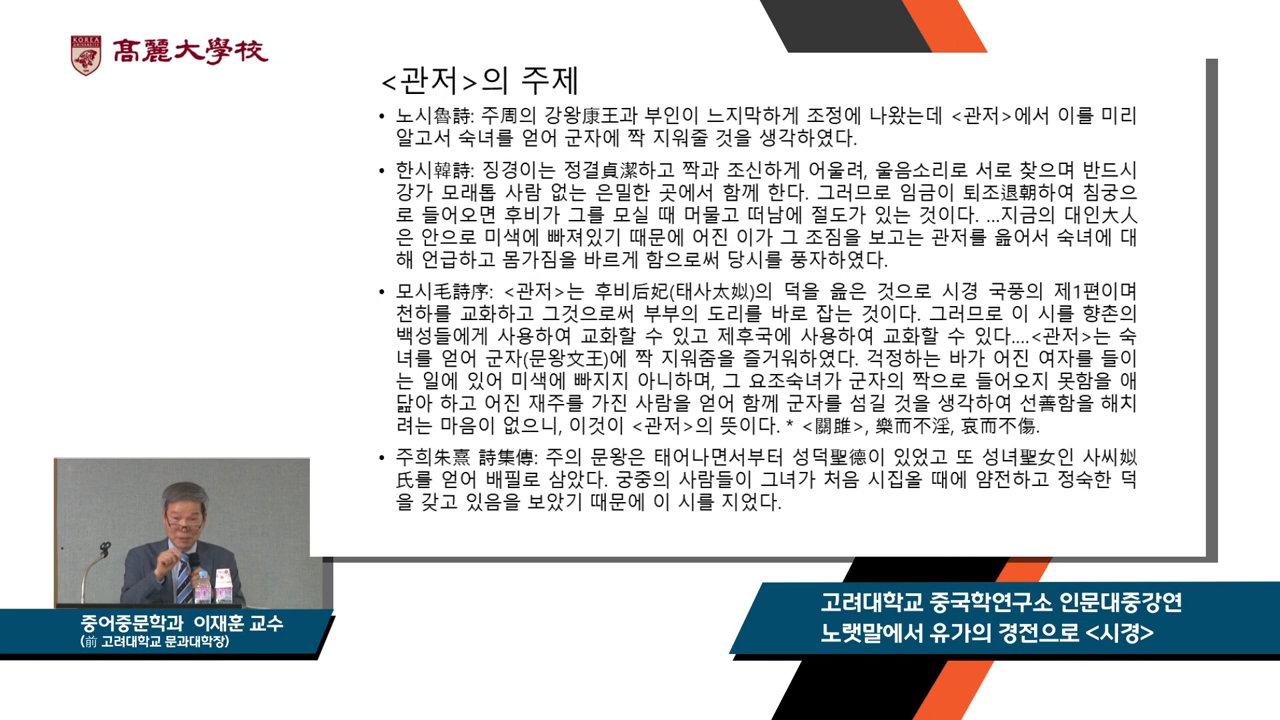 KOREA
UNIVERSITY
髙麗大學校
<관저>의 주제
• 노시魯詩: 주周의 강왕康王과 부인이 느지막하게 조정에 나왔는데 <관저>에서 이를 미리
알고서 숙녀를 얻어 군자에 짝 지워줄 것을 생각하였다.
• 한시韓詩: 징경이는 정결貞潔하고 짝과 조신하게 어울려, 울음소리로 서로 찾으며 반드시
강가 모래톱 사람 없는 은밀한 곳에서 함께 한다. 그러므로 임금이 퇴조退朝하여 침궁으
로 들어오면 후비가 그를 모실 때 머물고 떠남에 절도가 있는 것이다. ...지금의 대인大人
은 안으로 미색에 빠져있기 때문에 어진 이가 그 조짐을 보고는 관저를 읊어서 숙녀에 대
해 언급하고 몸가짐을 바르게 함으로써 당시를 풍자하였다.
• 모시毛詩序: <관저>는 후비后妃(태사太姒)의 덕을 읊은 것으로 시경 국풍의 제1편이며
천하를 교화하고 그것으로써 부부의 도리를 바로 잡는 것이다. 그러므로 이 시를 향촌의
백성들에게 사용하여 교화할 수 있고 제후국에 사용하여 교화할 수 있다....<관저>는 숙
녀를 얻어 군자(문왕文王)에 짝 지워줌을 즐거워하였다. 걱정하는 바가 어진 여자를 들이
는 일에 있어 미색에 빠지지 아니하며, 그 요조숙녀가 군자의 짝으로 들어오지 못함을 애
닯아 하고 어진 재주를 가진 사람을 얻어 함께 군자를 섬길 것을 생각하여 선善함을 해치
려는 마음이 없으니, 이것이 <관저>의 뜻이다. * <關雎>, 樂而不淫, 哀而不傷.
• 주희朱熹 詩集傳: 주의 문왕은 태어나면서부터 성덕聖德이 있었고 또 성녀聖女인 사씨姒
氏를 얻어 배필로 삼았다. 궁중의 사람들이 그녀가 처음 시집올 때에 얌전하고 정숙한 덕
을 갖고 있음을 보았기 때문에 이 시를 지었다.
중어중문학과 이재훈 교수
(前 고려대학교 문과대학장)
고려대학교 중국학연구소 인문대중강연
노랫말에서 유가의 경전으로 <시경>